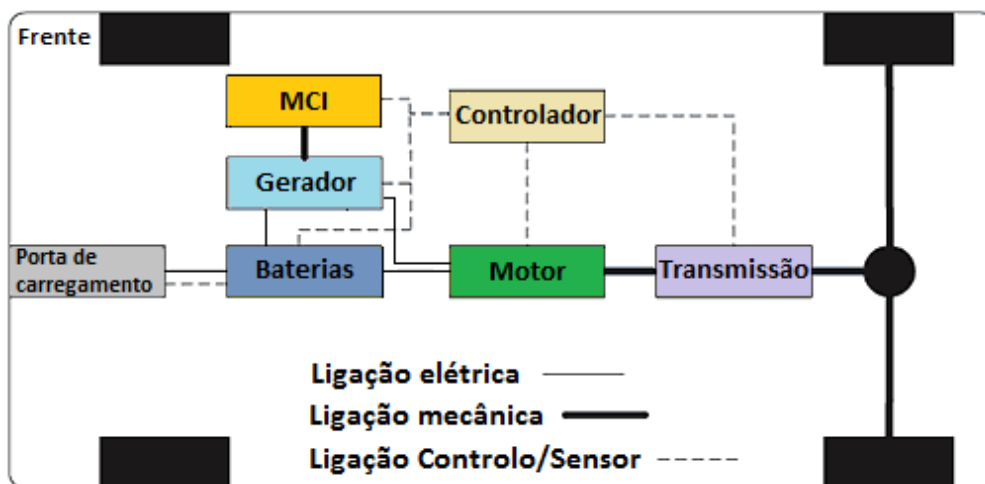 Frente
MCI
Controlador
Gerador
Porta de
carregamento
Baterias
Motor
Transmissão
Ligação elétrica
Ligação mecânica
Ligação Controlo/Sensor